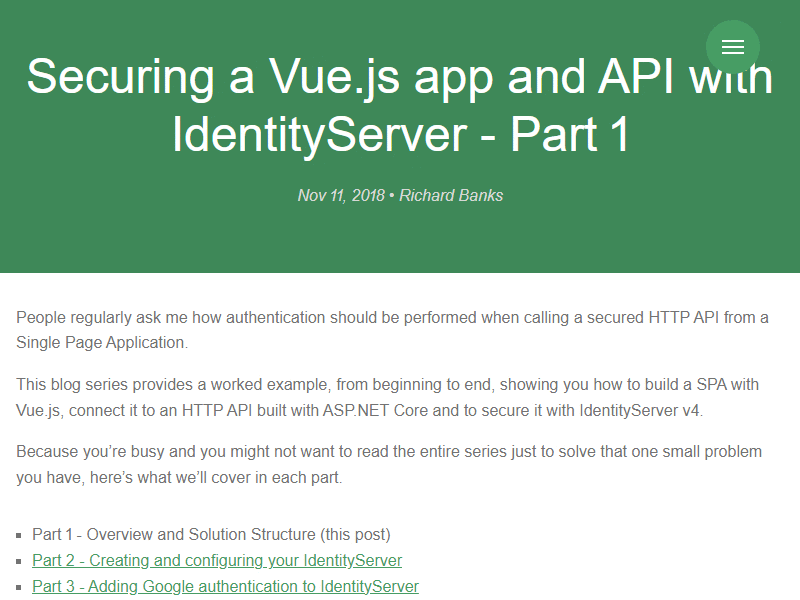 Securing a Vue.js app and API with
IdentityServer - Part 1
Nov 11, 2018 • Richard Banks
People regularly ask me how authentication should be performed when calling a secured HTTP API from a
Single Page Application.
This blog series provides a worked example, from beginning to end, showing you how to build a SPA with
Vue.js, connect it to an HTTP API built with ASP.NET Core and to secure it with IdentityServer v4.
Because you’re busy and you might not want to read the entire series just to solve that one small problem
you have, here’s what we’ll cover in each part.
Part 1 - Overview and Solution Structure (this post)
Part 2 - Creating and configuring your IdentityServer
Part 3 - Adding Google authentication to IdentityServer